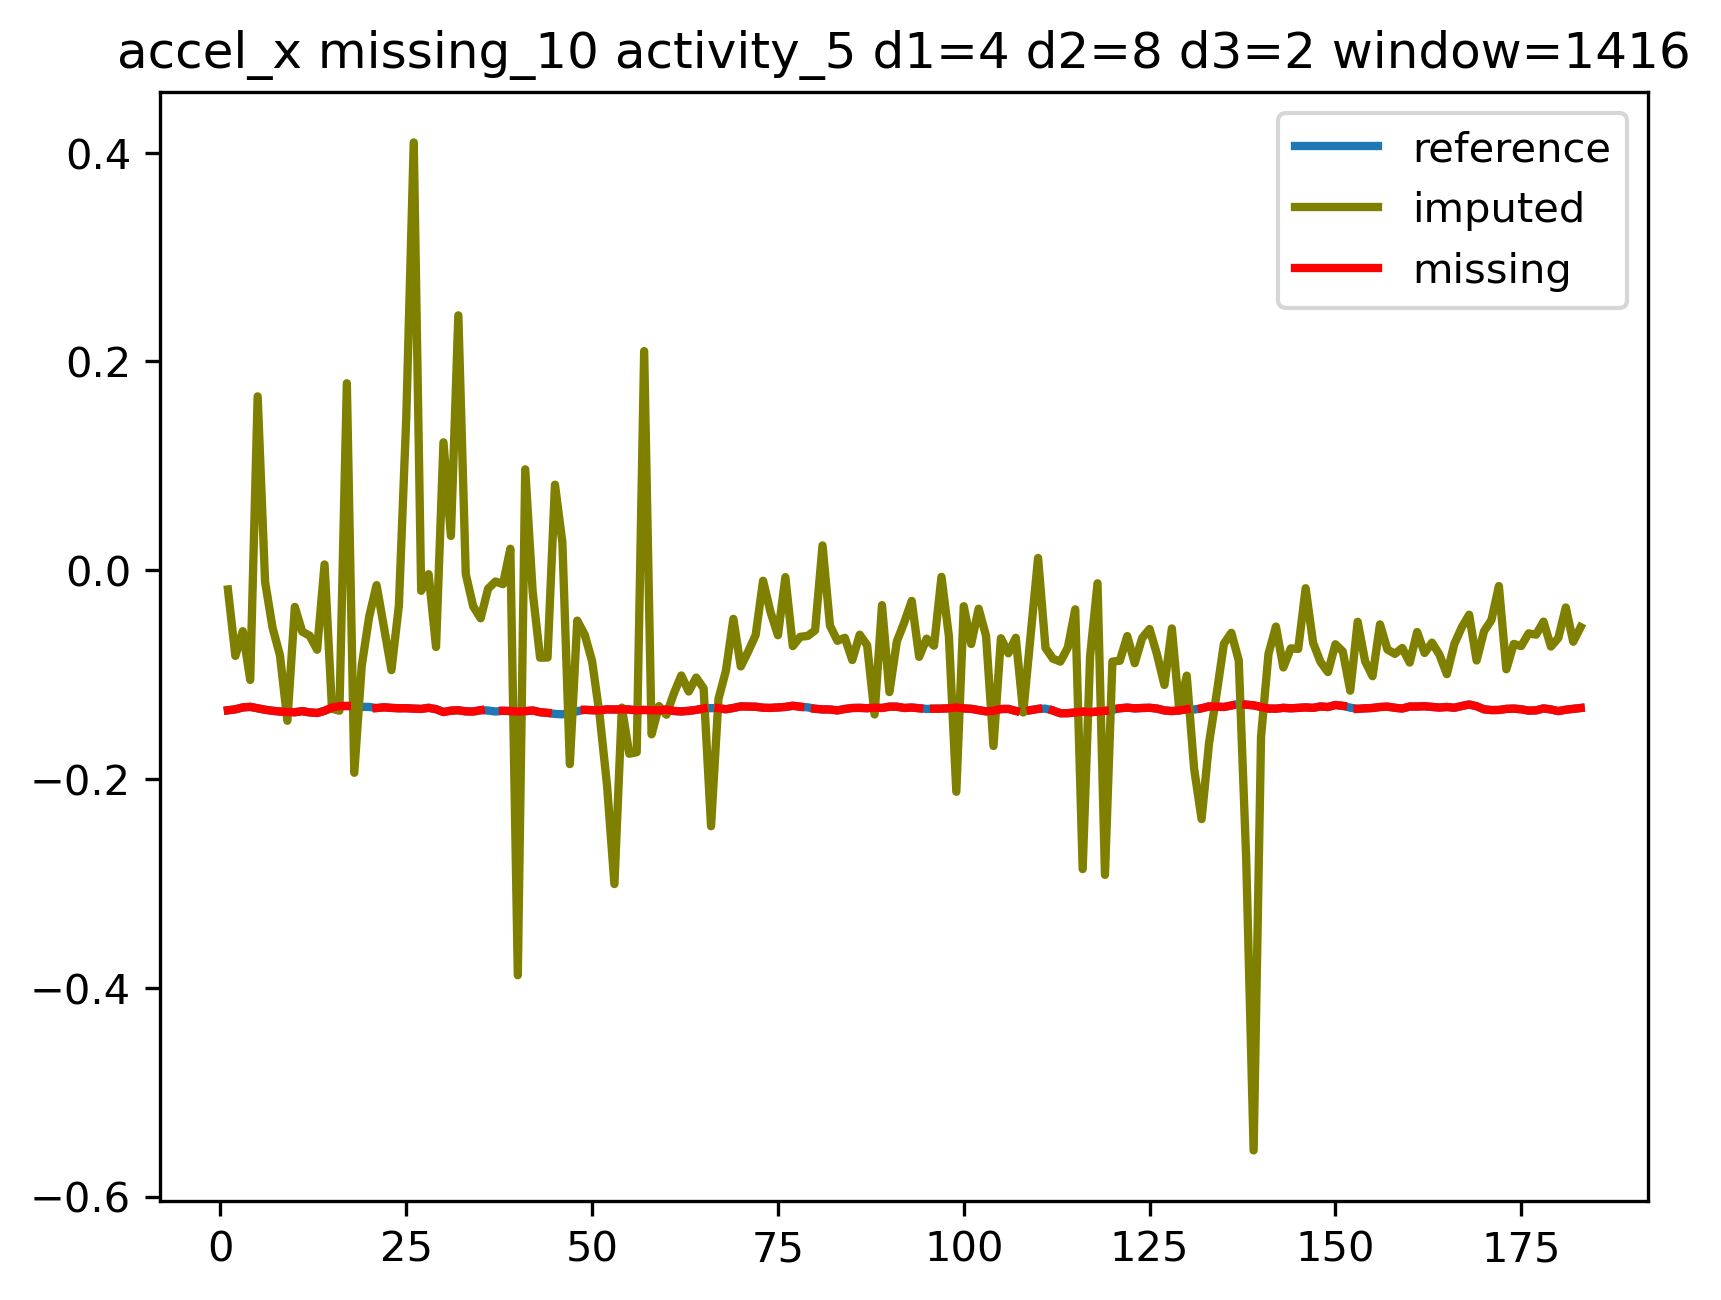 accel_x missing_10 activity_5 d1=4 d2=8 d3=2 window=1416
reference
imputed
missing
0.4
0.2
0.0
−0.2
−0.4
−0.6
0 25 50 75 100 125 150 175